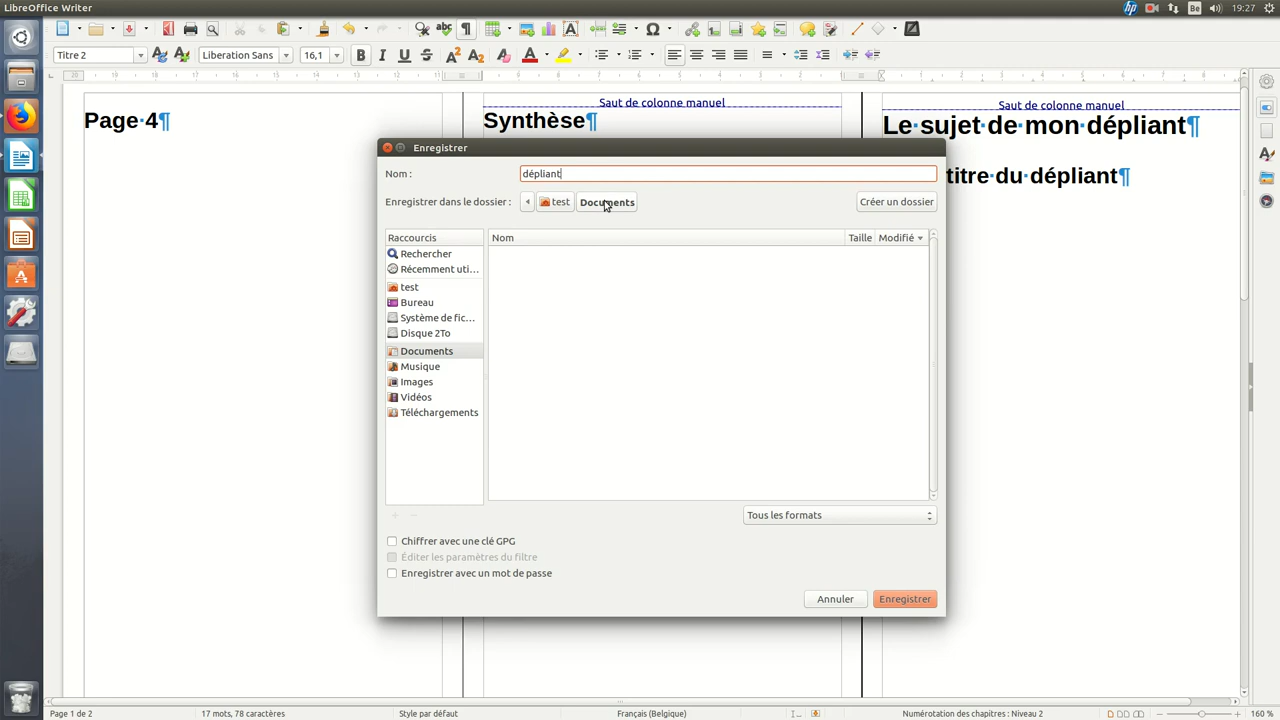 LibreOffice Writer
Be
19:27
Titre 2
Liberation Sans
16,1
Saut de colonne manuel
Saut de colonne manuel
Page·4¶
Synthèse¶
Le·sujet·de·mon·dépliant¶
titre·du·dépliant¶
Enregistrer
Nom :
dépliant
Enregistrer dans le dossier :
test
Documents
Créer un dossier
Raccourcis
Nom
Taille
Modifié
Rechercher
Récemment uti...
test
Bureau
Système de fic...
Disque 2To
Documents
Musique
Images
Vidéos
Téléchargements
Tous les formats
Chiffrer avec une clé GPG
Éditer les paramètres du filtre
Enregistrer avec un mot de passe
Annuler
Enregistrer
Page 1 de 2
17 mots, 78 caractères
Style par défaut
Français (Belgique)
Numérotation des chapitres : Niveau 2
160 %